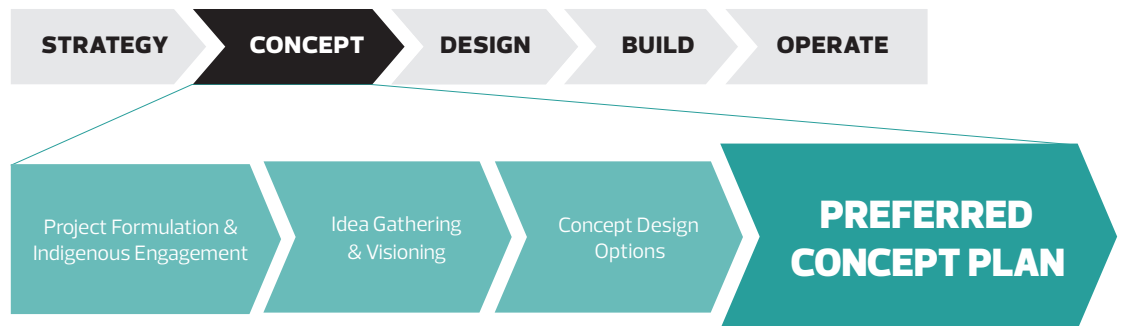 STRATEGY
CONCEPT
DESIGN
BUILD
OPERATE
Project Formulation &
Indigenous Engagement
Idea Gathering
& Visioning
Concept Design
Options
PREFERRED
CONCEPT PLAN